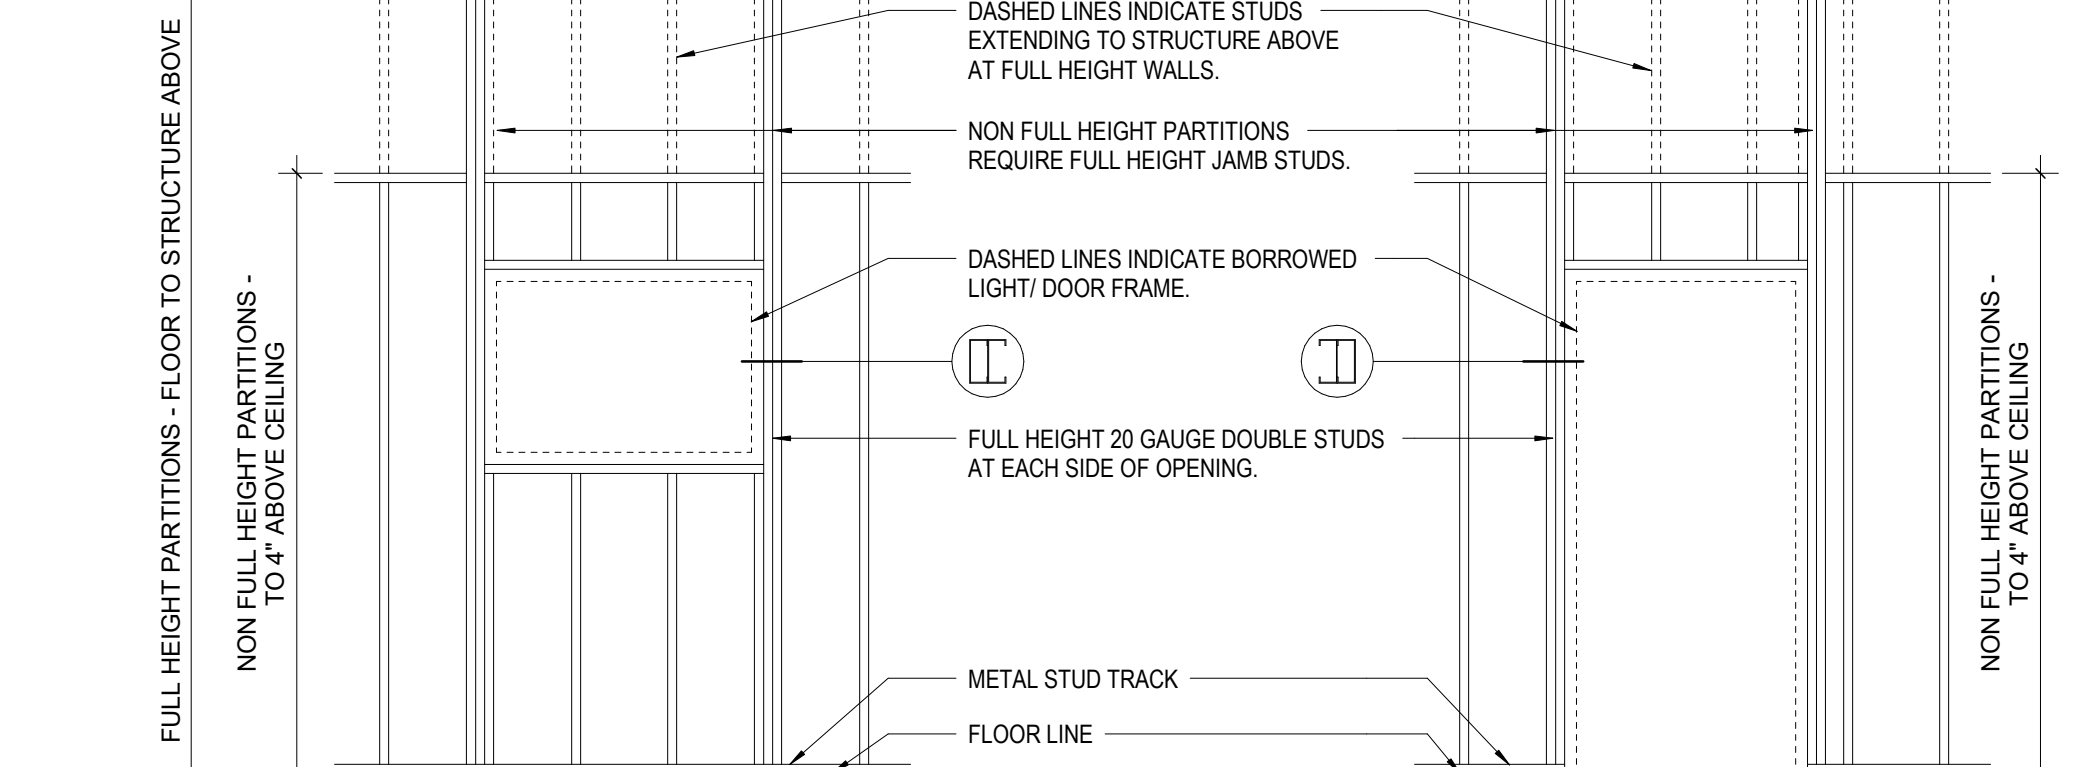 FULL HEIGHT PARTITIONS - FLOOR TO STRUCTURE ABOVE
NON FULL HEIGHT PARTITIONS -
TO 4" ABOVE CEILING
DASHED LINES INDICATE STUDS
EXTENDING TO STRUCTURE ABOVE
AT FULL HEIGHT WALLS.
NON FULL HEIGHT PARTITIONS
REQUIRE FULL HEIGHT JAMB STUDS.
DASHED LINES INDICATE BORROWED
LIGHT/ DOOR FRAME.
FULL HEIGHT 20 GAUGE DOUBLE STUDS
AT EACH SIDE OF OPENING.
METAL STUD TRACK
FLOOR LINE
NON FULL HEIGHT PARTITIONS -
TO 4" ABOVE CEILING